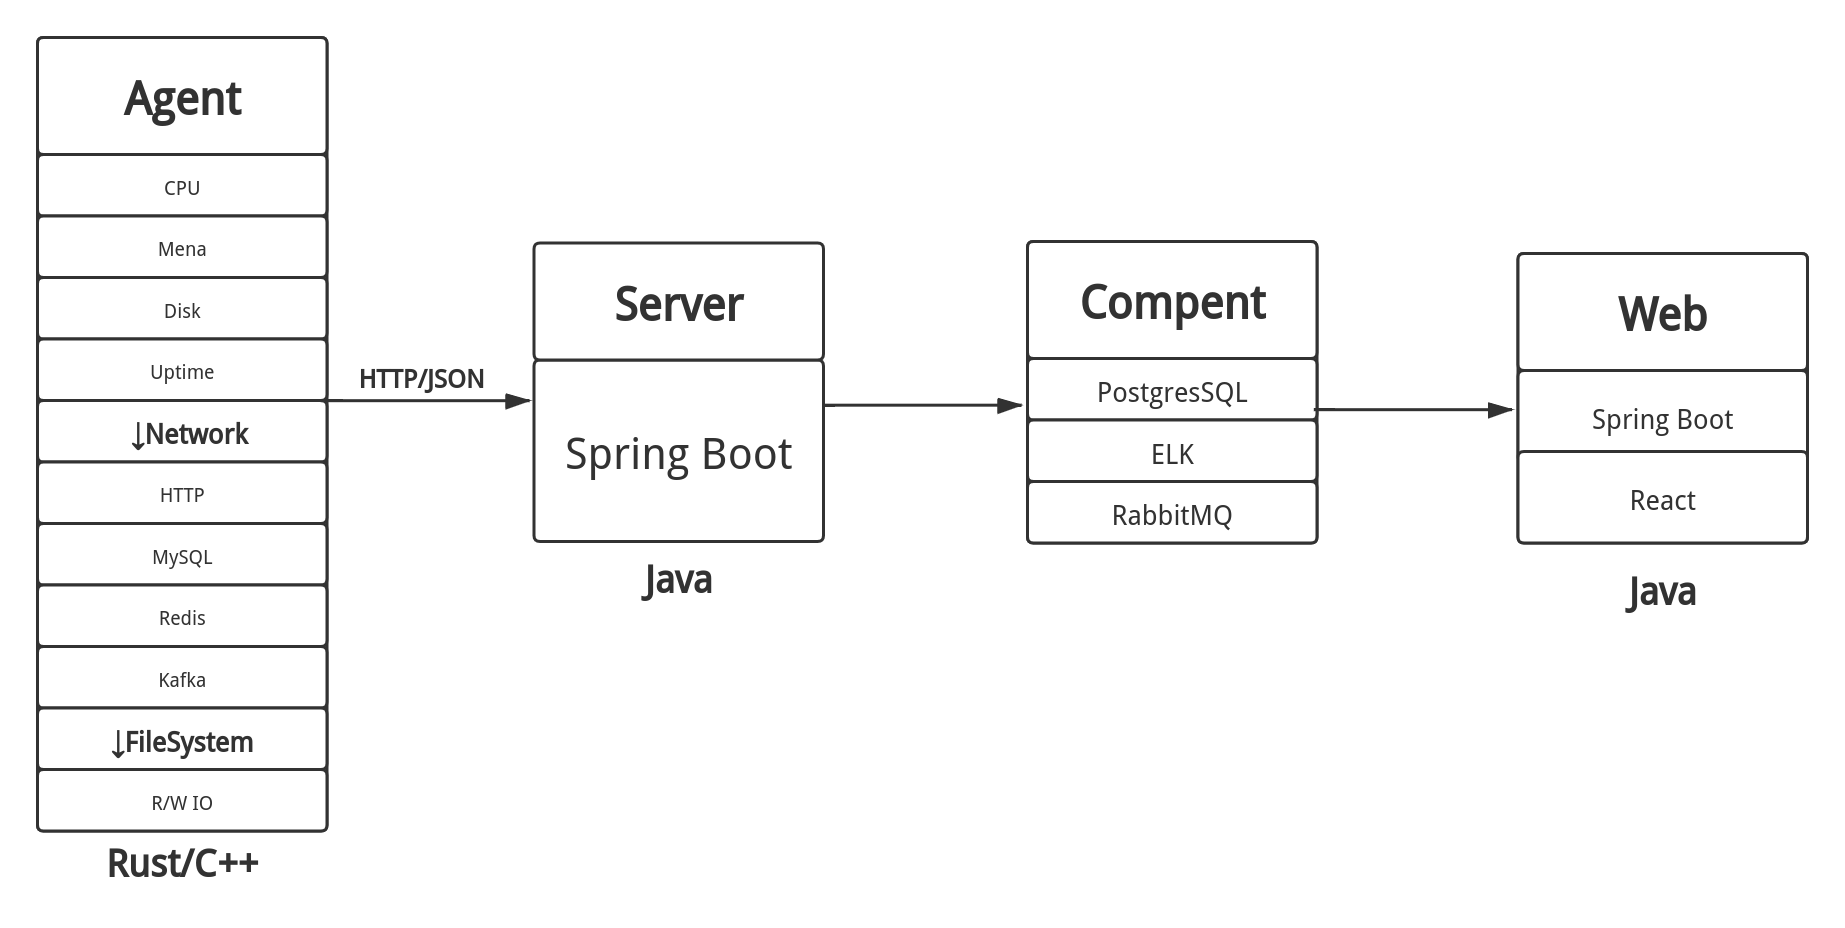 Agent
CPU
Mena
Disk
Uptime
↓Network
HTTP
MySQL
Redis
Kafka
↓FileSystem
R/W IO
Rust/C++
HTTP/JSON
Server
Spring Boot
Java
Compent
PostgresSQL
ELK
RabbitMQ
Web
Spring Boot
React
Java